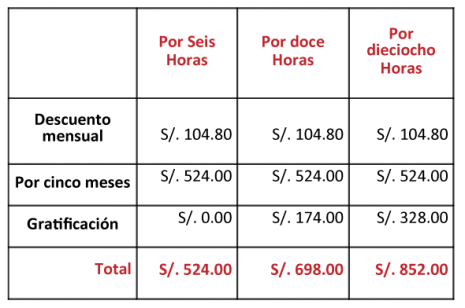 Por Seis Horas	Por doce Horas	Por dieciocho Horas
Descuento mensual	S/. 104.80	S/. 104.80	S/. 104.80
Por cinco meses	S/. 524.00	S/. 524.00	S/. 524.00
Gratificación	S/. 0.00	S/. 174.00	S/. 328.00
Total	S/. 524.00	S/. 698.00	S/. 852.00